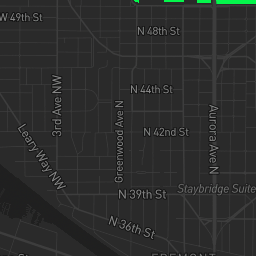 W 49th St
N 48th St
N 44th St
3rd Ave NW
Greenwood Ave N
Aurora Ave N
N 42nd St
Leary Way NW
Staybridge Suite
N 39th St
N 36th St
FREMONT